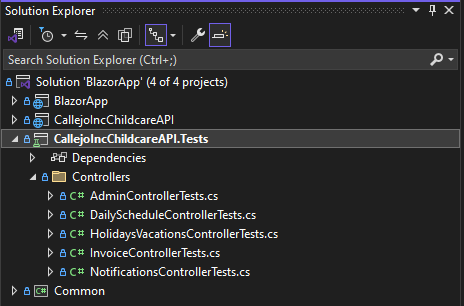 Solution Explorer
Search Solution Explorer (Ctrl+;)
Solution 'BlazorApp' (4 of 4 projects)
BlazorApp
CallejoIncChildcareAPI
CallejoIncChildcareAPI.Tests
Dependencies
Controllers
C# AdminControllerTests.cs
C# DailyScheduleControllerTests.cs
C# HolidaysVacationsControllerTests.cs
C# InvoiceControllerTests.cs
C# NotificationsControllerTests.cs
C# Common